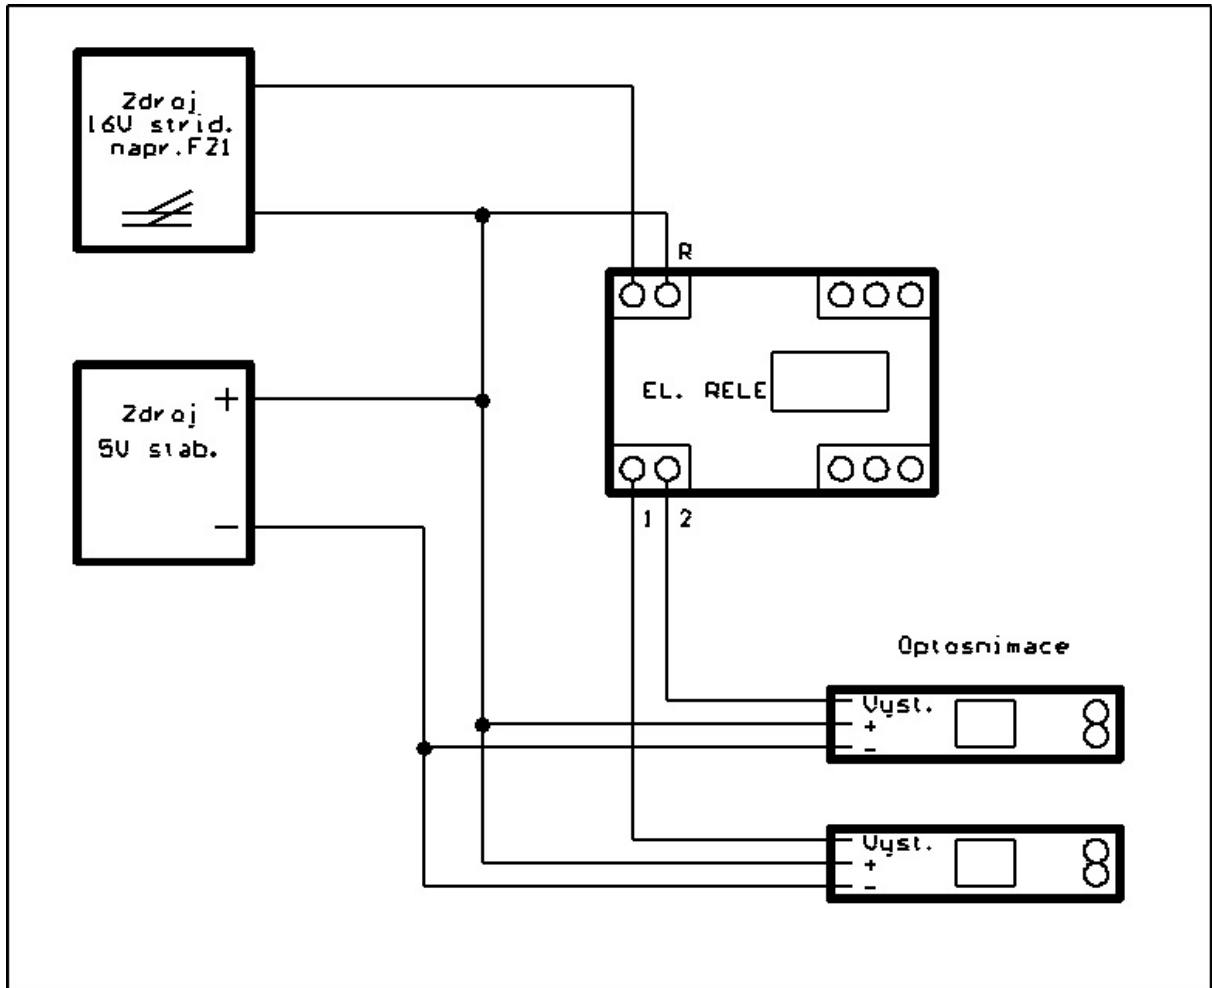 Zdroj
16V strid.
napr.FZ1
R
+
Zdroj
5V stab.
-
EL. RELE
1 2
Optosnimace
Vyst.
+
-
Vyst.
+
-